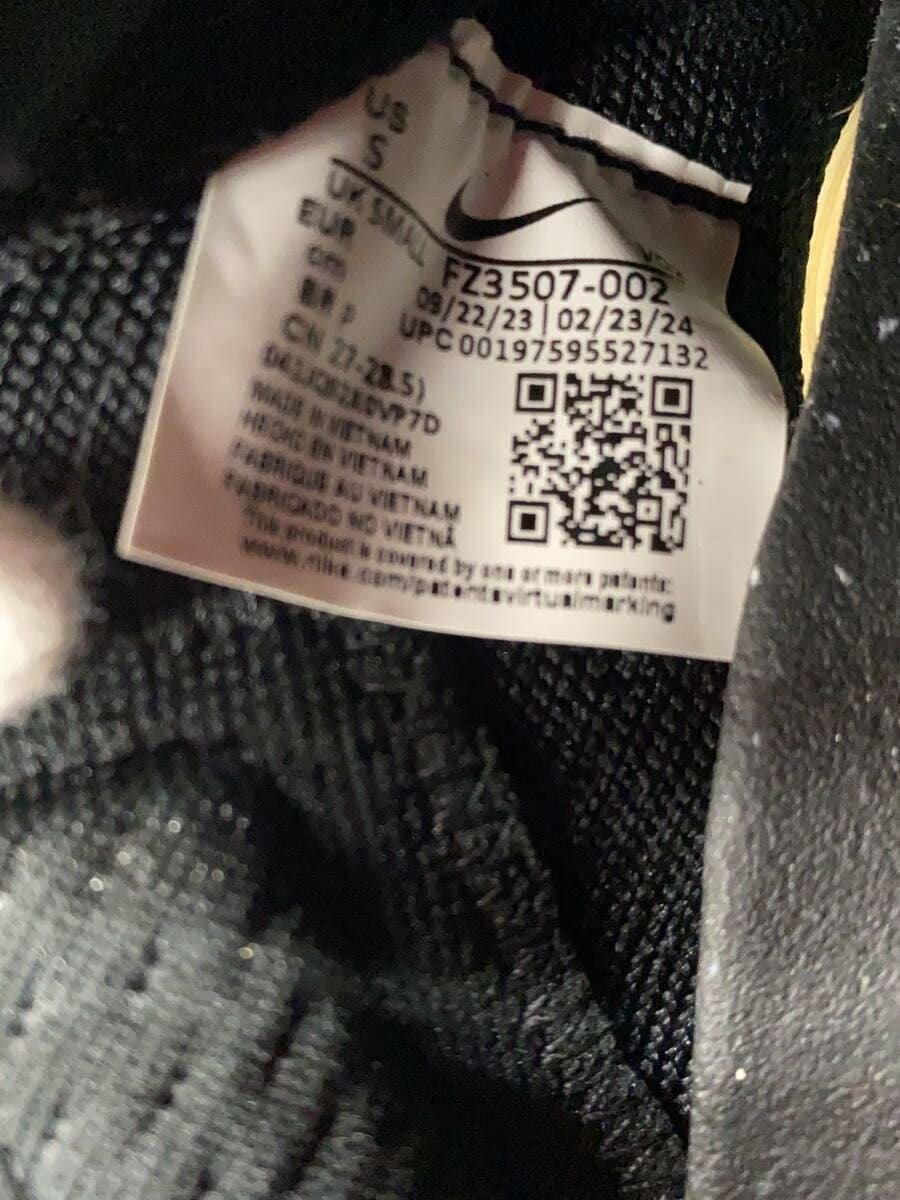 US
S
UK SMALL
EUR
cm
BR P
CN 27-28.5)
FZ3507-002
09/22/23 | 02/23/24
UPC 00197595527132
MADE IN VIETNAM
HECHO EN VIETNAM
FABRIQUE AU VIETNAM
FABRICADO NO VIETNÃ
This product is covered by one or more patents:
www.nike.com/patentsvirtualmarking